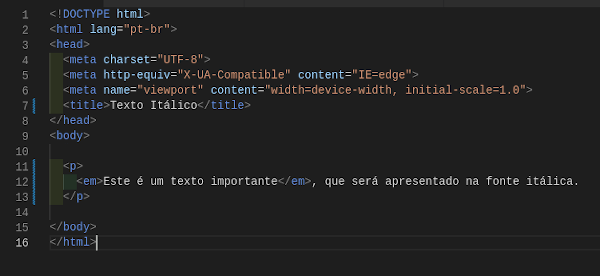 1 <!DOCTYPE html>
2 <html lang="pt-br">
3 <head>
4 <meta charset="UTF-8">
5 <meta http-equiv="X-UA-Compatible" content="IE=edge">
6 <meta name="viewport" content="width=device-width, initial-scale=1.0">
7 <title>Texto Itálico</title>
8 </head>
9 <body>
10
11 <p>
12 <em>Este é um texto importante</em>, que será apresentado na fonte itálica.
13 </p>
14
15 </body>
16 </html>